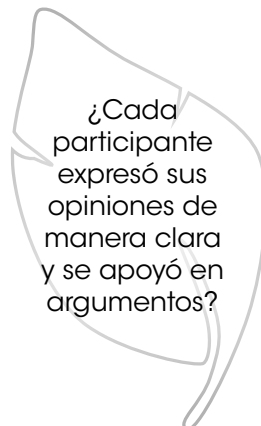 ¿Cada
participante
expresó sus
opiniones de
manera clara
y se apoyó en
argumentos?